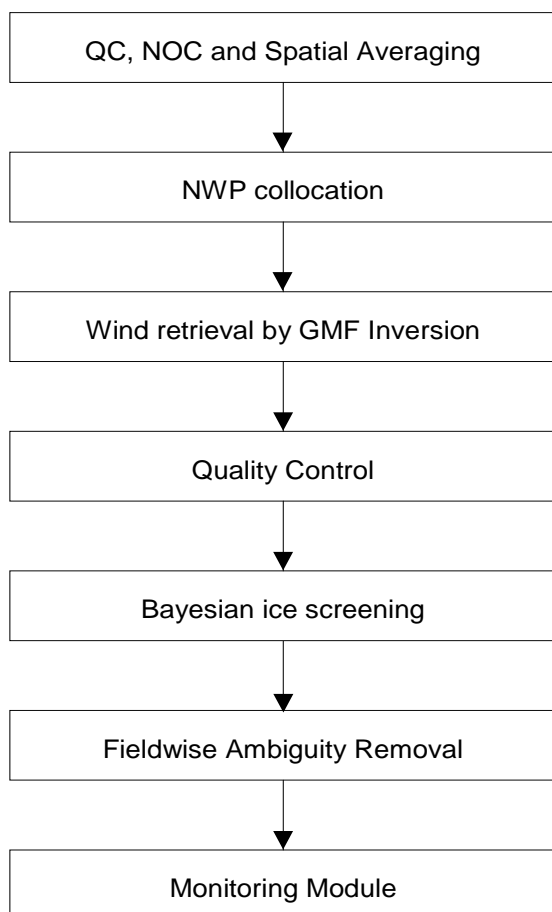 QC, NOC and Spatial Averaging
NWP collocation
Wind retrieval by GMF Inversion
Quality Control
Bayesian ice screening
Fieldwise Ambiguity Removal
Monitoring Module